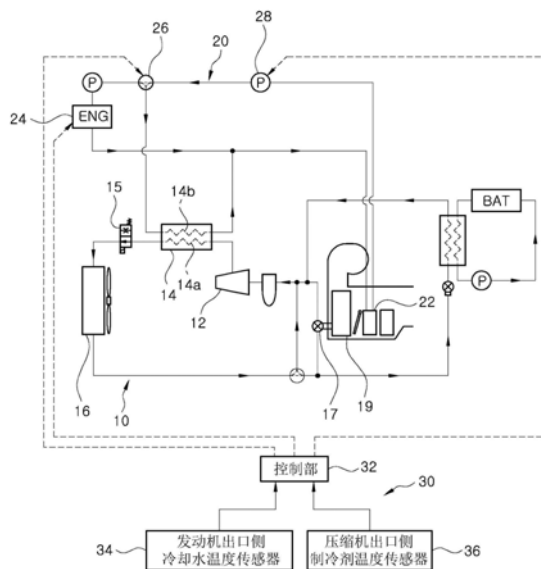 26
20
28
P
P
24
ENG
15
14b
BAT
14a
14
12
22
P
16
10
17
19
控制部
32
30
34
发动机出口侧
冷却水温度传感器
压缩机出口侧
制冷剂温度传感器
36